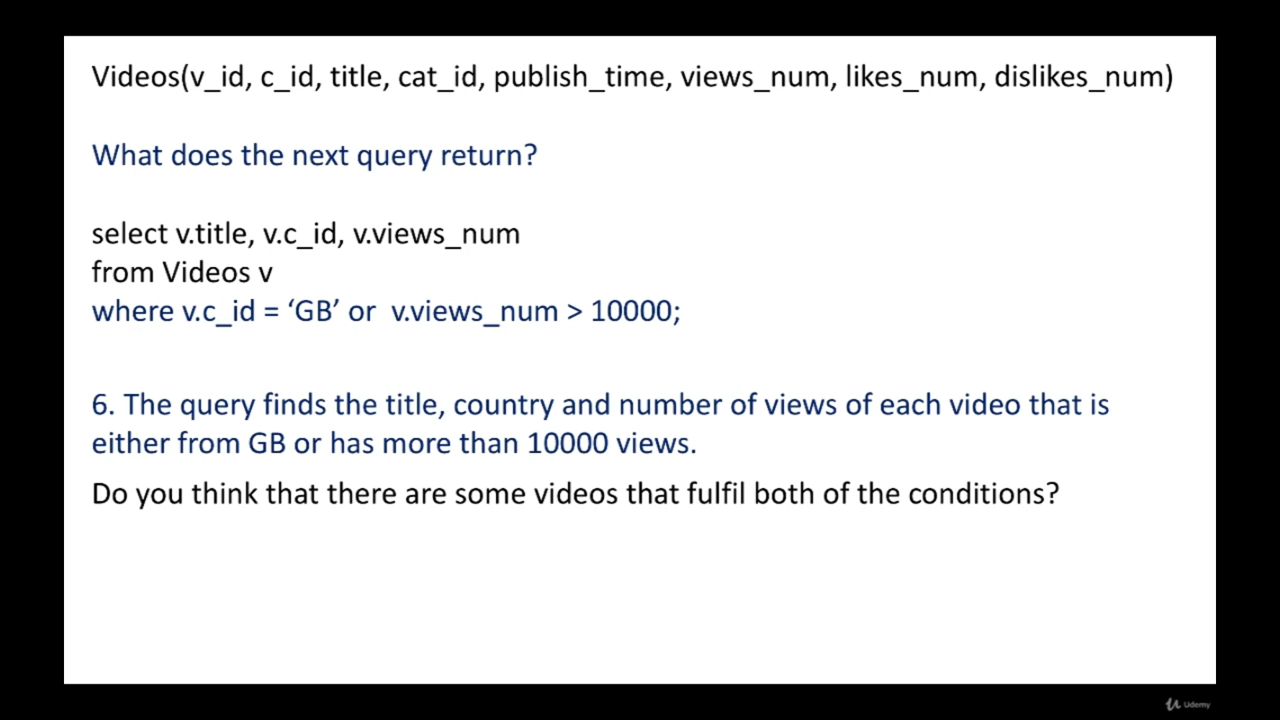 Videos(v_id, c_id, title, cat_id, publish_time, views_num, likes_num, dislikes_num)
What does the next query return?
select v.title, v.c_id, v.views_num
from Videos v
where v.c_id = ‘GB’ or  v.views_num > 10000;
6. The query finds the title, country and number of views of each video that is
either from GB or has more than 10000 views.
Do you think that there are some videos that fulfil both of the conditions?
Udemy